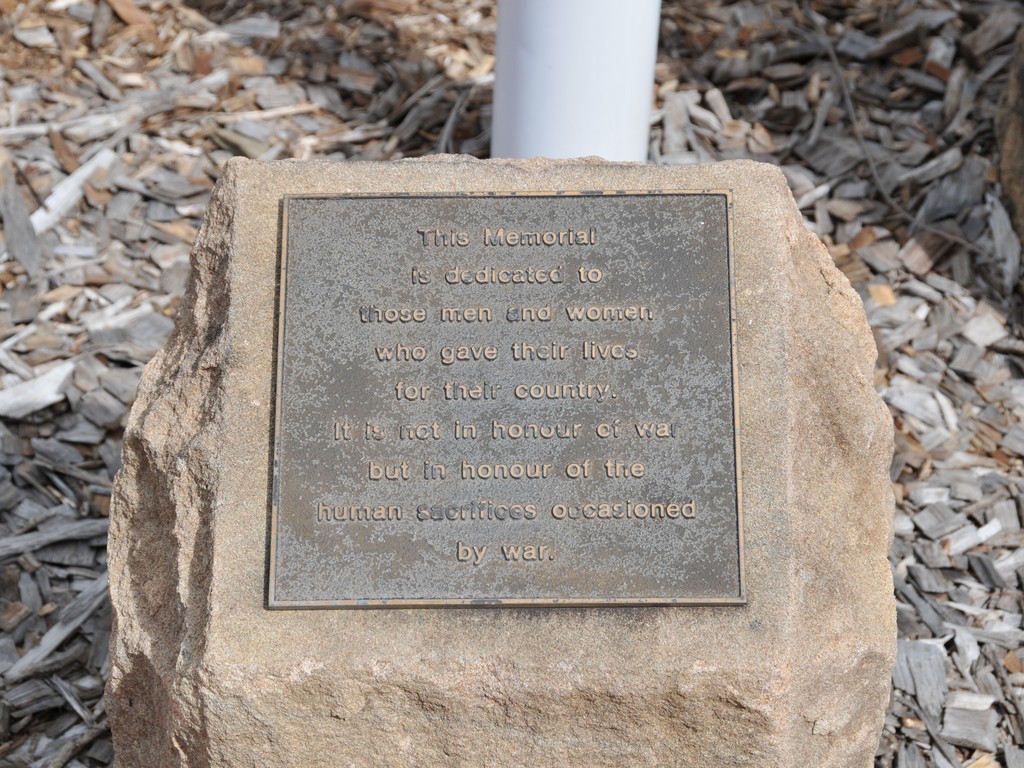 This Memorial
is dedicated to
those men and women
who gave their lives
for their country.
It is not in honour of war
but in honour of the
human sacrifices occasioned
by war.